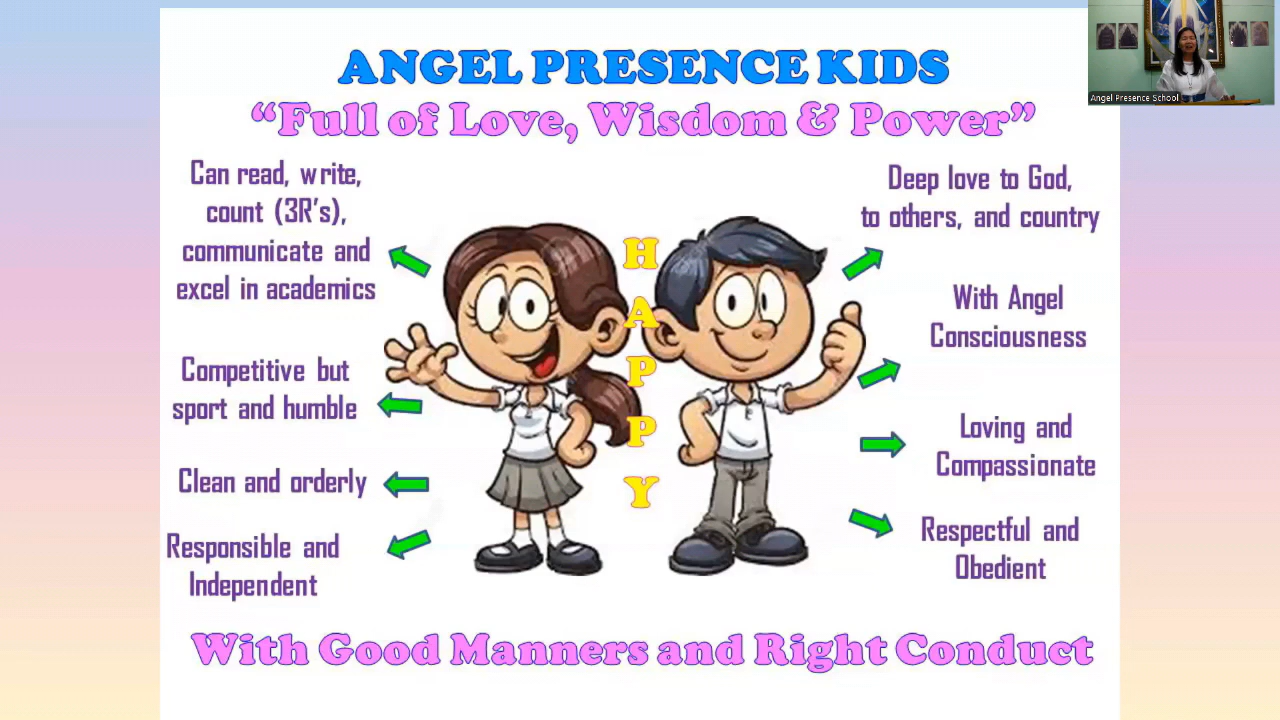 ANGEL PRESENCE KIDS
"Full of Love, Wisdom & Power"
Can read, write,
count (3R's),
communicate and
excel in academics
Competitive but
sport and humble
Clean and orderly
Responsible and
Independent
H
A
P
P
Y
Deep love to God,
to others, and country
With Angel
Consciousness
Loving and
Compassionate
Respectful and
Obedient
With Good Manners and Right Conduct
Angel Presence School